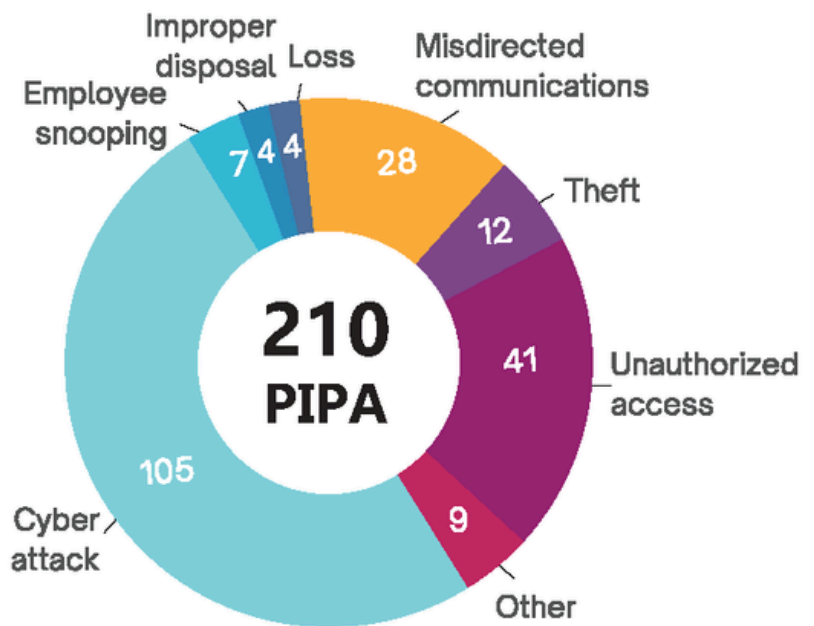 Improper
disposal
Loss
Misdirected
communications
Employee
snooping
7
4
4
28
Theft
12
210
PIPA
41
Unauthorized
access
105
9
Cyber
attack
Other